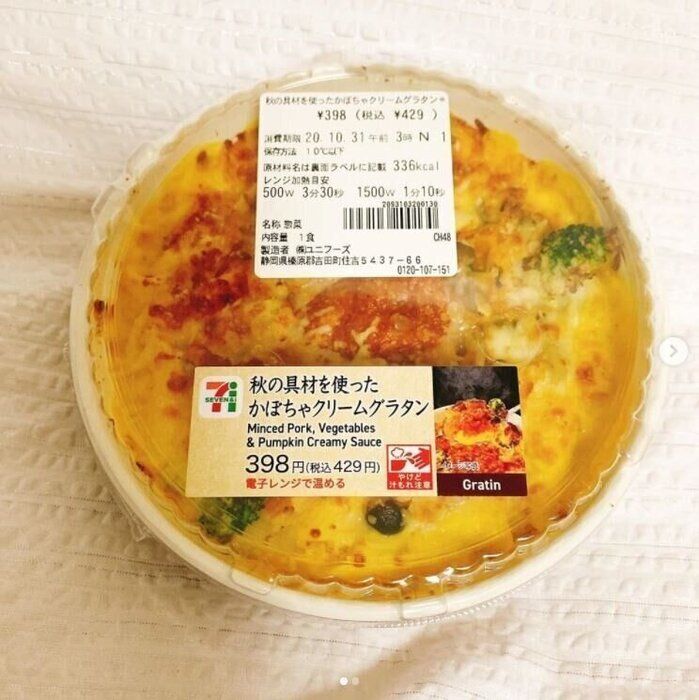 秋の具材を使ったかぼちゃクリームグラタン*
¥398 (税込 ¥429 )
消費期限 20.10.31 午前 3時 N 1
保存方法 10℃以下
原材料名は裏面ラベルに記載 336kcal
レンジ加熱目安
500W 3分30秒 1500W 1分10秒
2093103200130
名称 惣菜
内容量 1食 CH48
製造者 ㈱ユニフーズ
静岡県榛原郡吉田町住吉5437-66
0120-107-151
7i
SEVEN&i
秋の具材を使った
かぼちゃクリームグラタン
Minced Pork, Vegetables
& Pumpkin Creamy Sauce
398円(税込429円)
電子レンジで温める
やけど
汁もれ注意
Gratin